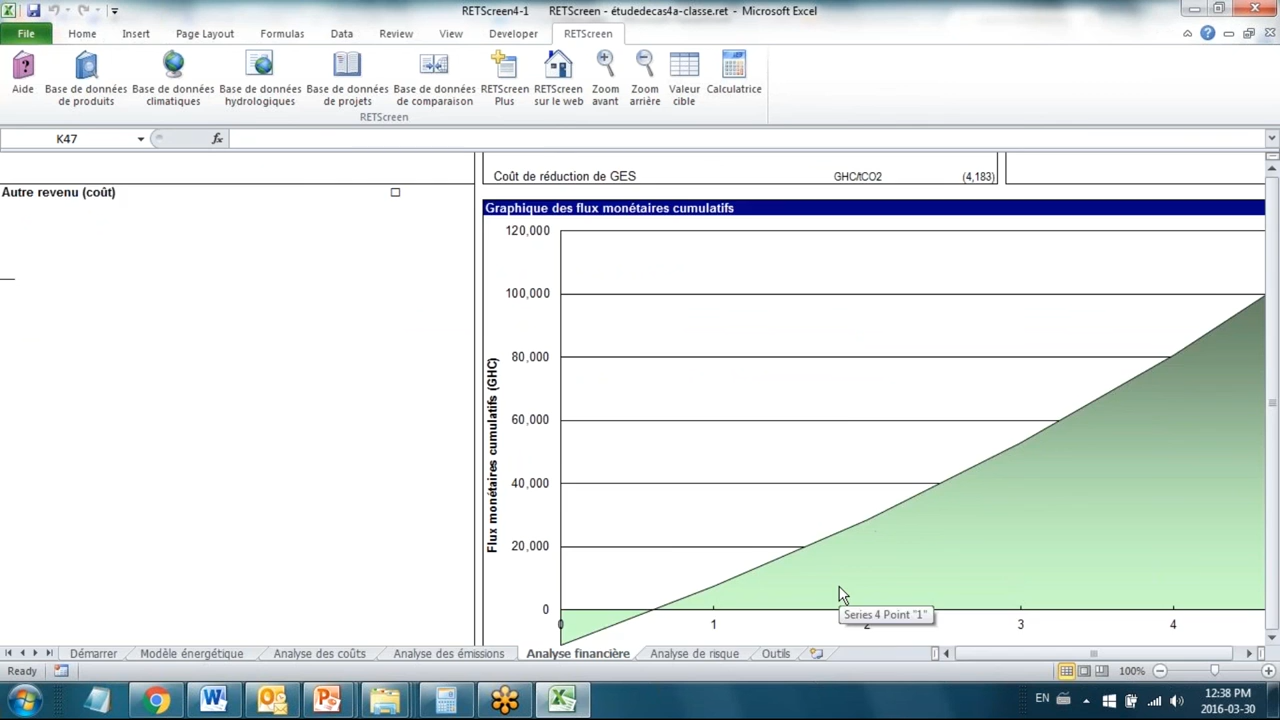 RETScreen4-1    RETScreen - étudedecas4a-classe.ret - Microsoft Excel
File Home Insert Page Layout Formulas Data Review View Developer RETScreen
Aide
Base de données de produits
Base de données climatiques
Base de données hydrologiques
Base de données de projets
Base de données de comparaison
RETScreen Plus
RETScreen sur le web
Zoom avant
Zoom arrière
Valeur cible
Calculatrice
RETScreen
K47 fx
Coût de réduction de GES GHC/tCO2 (4,183)
Autre revenu (coût)
Graphique des flux monétaires cumulatifs
120,000
100,000
80,000
60,000
40,000
20,000
0
Flux monétaires cumulatifs (GHC)
0 1 2 3 4
Series 4 Point "1"
Démarrer Modèle énergétique Analyse des coûts Analyse des émissions Analyse financière Analyse de risque Outils
Ready 100%
EN 12:38 PM
2016-03-30